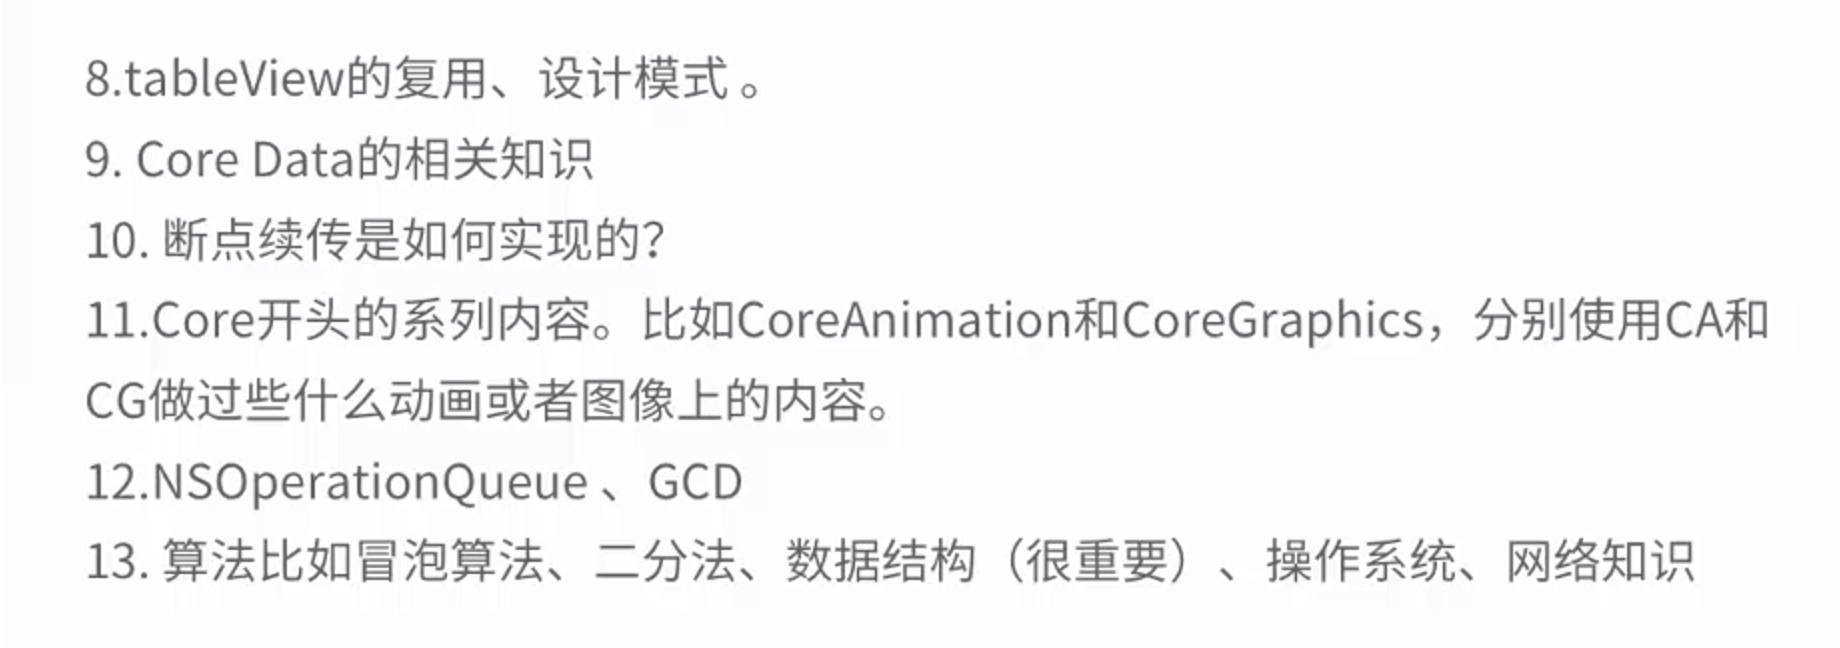 8.tableView的复用、设计模式 。
9. Core Data的相关知识
10. 断点续传是如何实现的?
11.Core开头的系列内容。比如CoreAnimation和CoreGraphics，分别使用CA和
CG做过些什么动画或者图像上的内容。
12.NSOperationQueue 、GCD
13. 算法比如冒泡算法、二分法、数据结构（很重要）、操作系统、网络知识